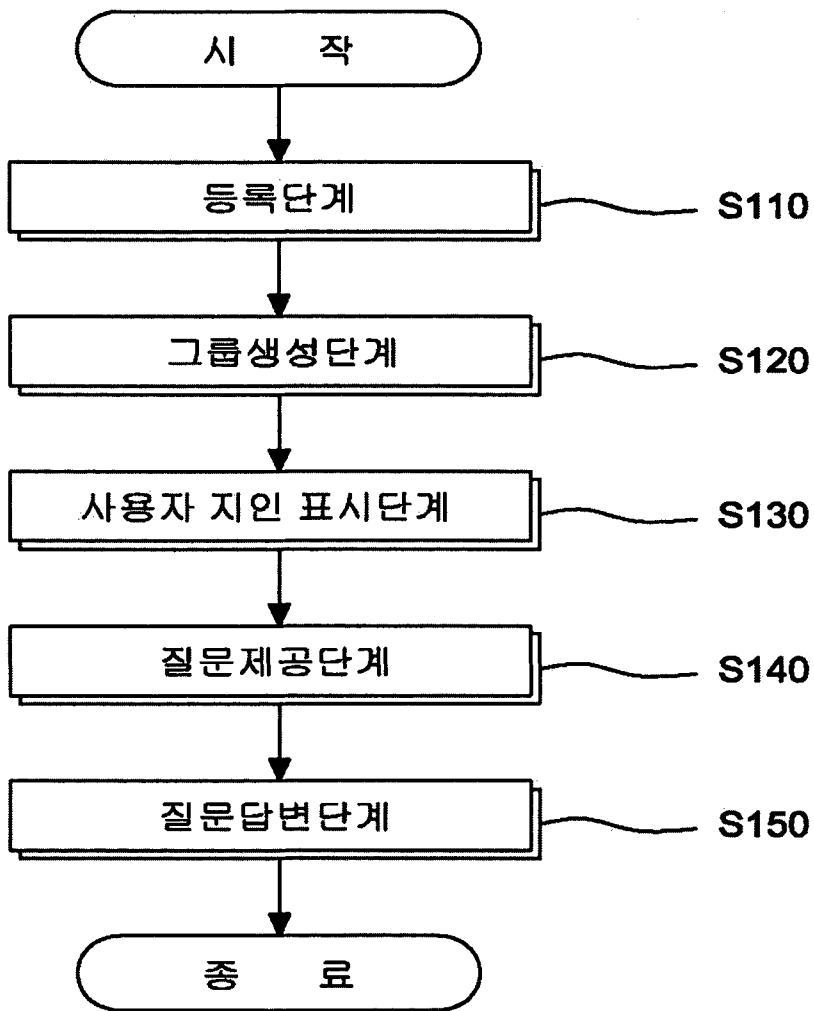 시 작
등록단계
S110
그룹생성단계
S120
사용자 지인 표시단계
S130
질문제공단계
S140
질문답변단계
S150
종 료